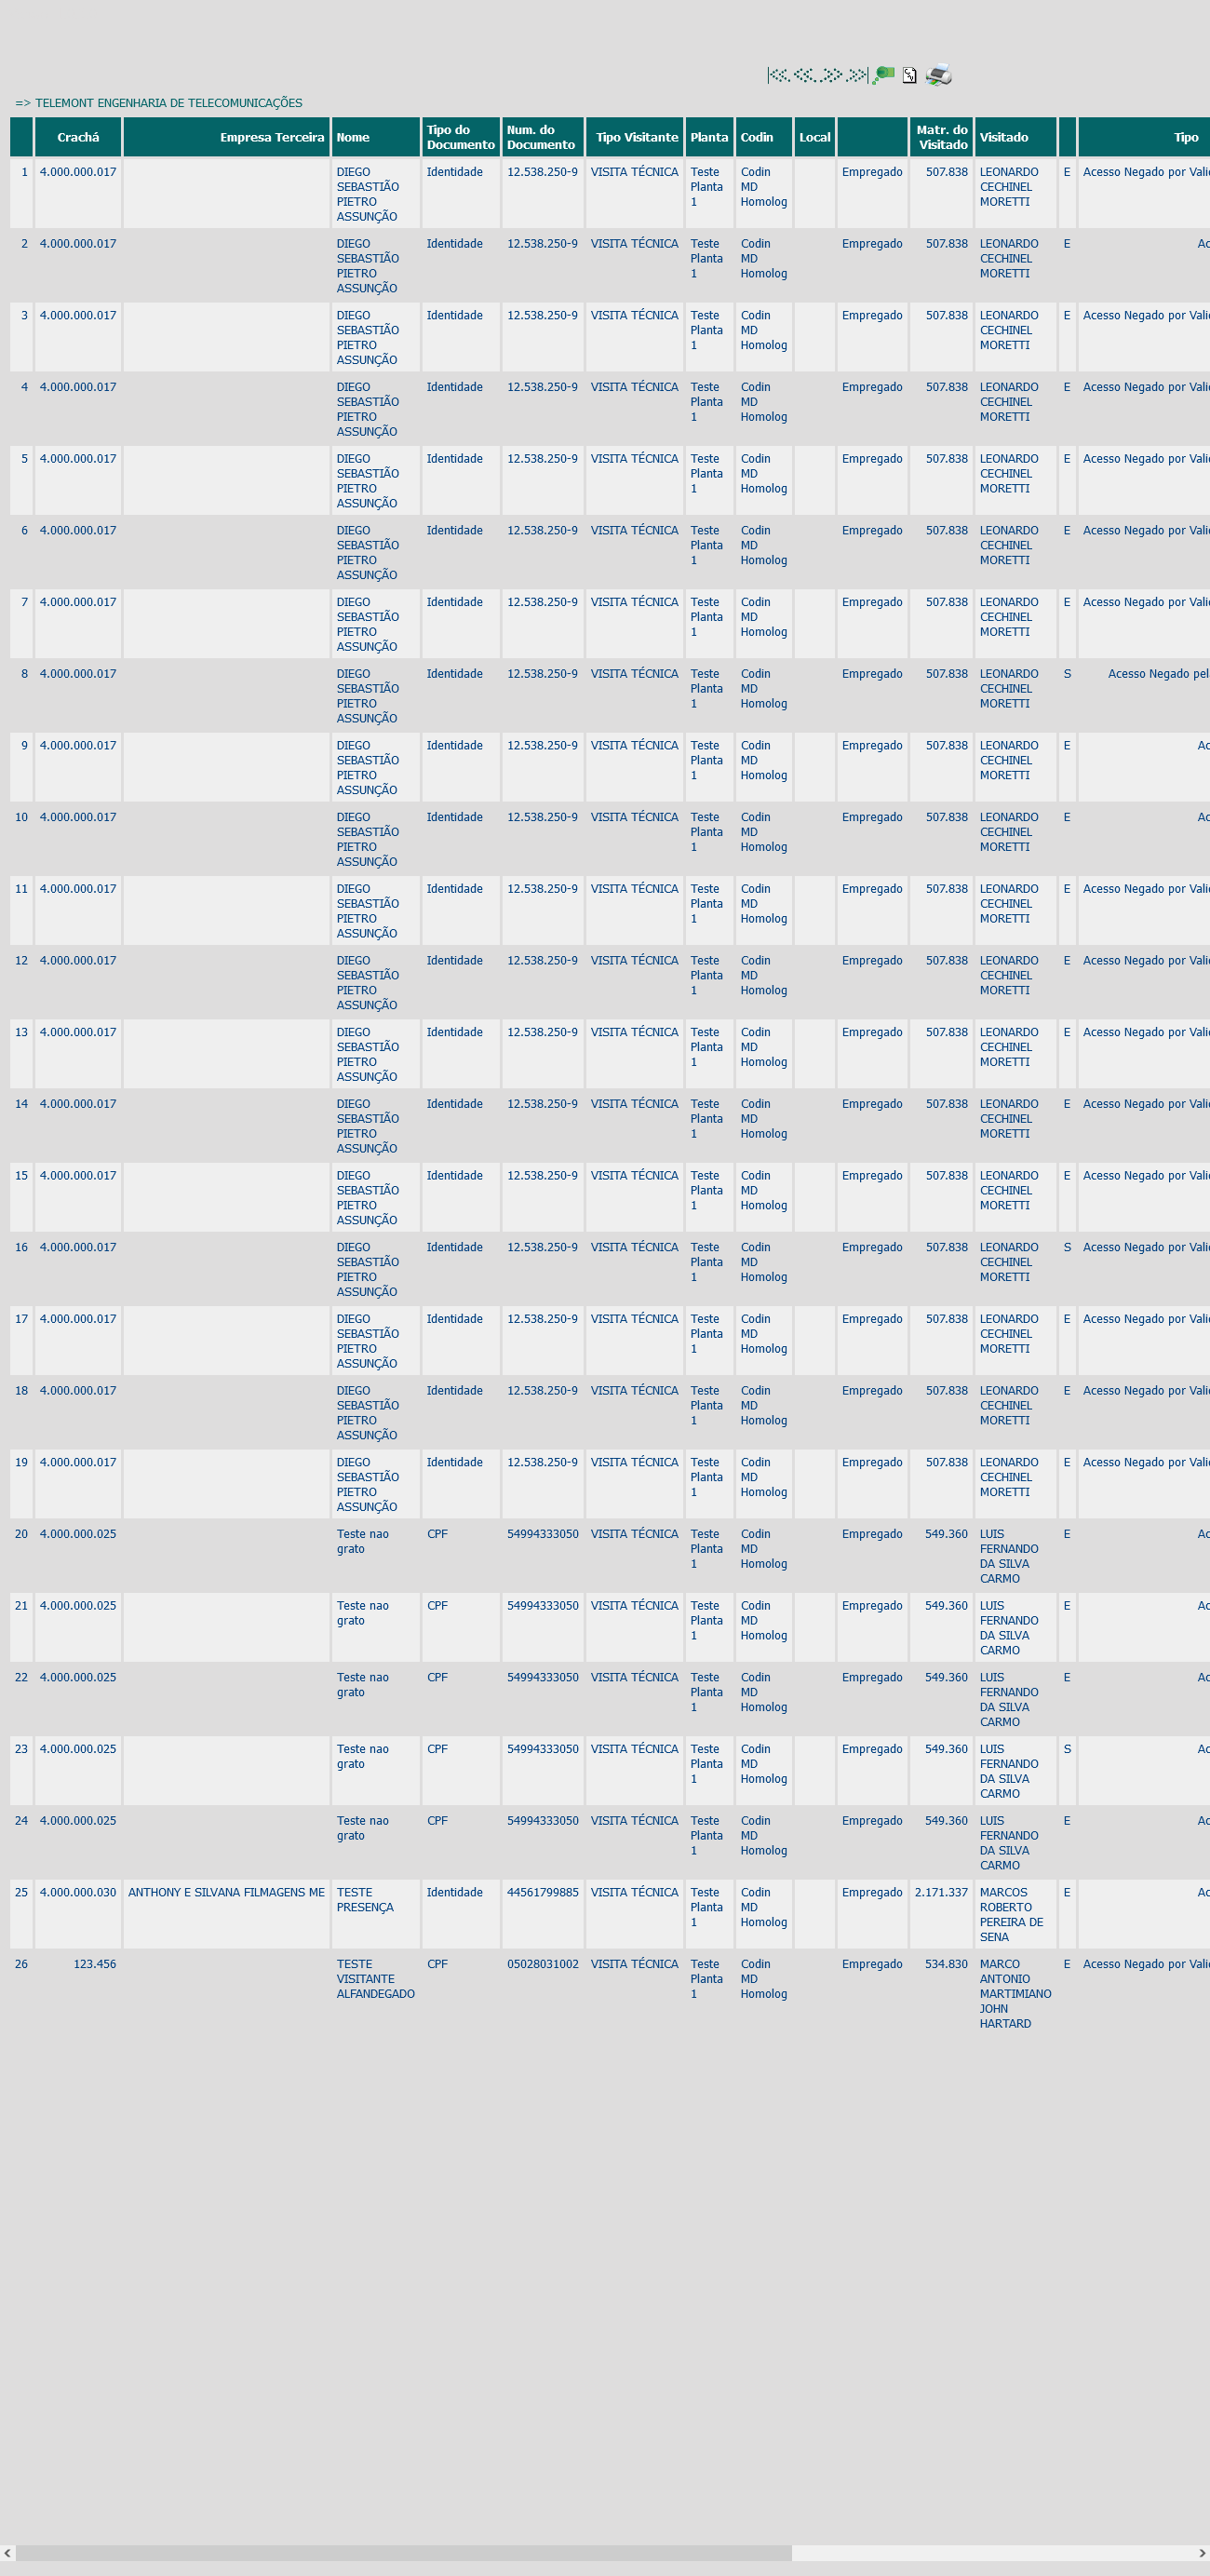 => TELEMONT ENGENHARIA DE TELECOMUNICAÇÕES
Crachá Empresa Terceira Nome Tipo do Documento Num. do Documento Tipo Visitante Planta Codin Local Matr. do Visitado Visitado Tipo
1 4.000.000.017 DIEGO Identidade 12.538.250-9 VISITA TÉCNICA Teste Codin Empregado 507.838 LEONARDO E Acesso Negado por Vali
SEBASTIÃO Planta MD CECHINEL
PIETRO 1 Homolog MORETTI
ASSUNÇÃO
2 4.000.000.017 DIEGO Identidade 12.538.250-9 VISITA TÉCNICA Teste Codin Empregado 507.838 LEONARDO E Ac
SEBASTIÃO Planta MD CECHINEL
PIETRO 1 Homolog MORETTI
ASSUNÇÃO
3 4.000.000.017 DIEGO Identidade 12.538.250-9 VISITA TÉCNICA Teste Codin Empregado 507.838 LEONARDO E Acesso Negado por Vali
SEBASTIÃO Planta MD CECHINEL
PIETRO 1 Homolog MORETTI
ASSUNÇÃO
4 4.000.000.017 DIEGO Identidade 12.538.250-9 VISITA TÉCNICA Teste Codin Empregado 507.838 LEONARDO E Acesso Negado por Vali
SEBASTIÃO Planta MD CECHINEL
PIETRO 1 Homolog MORETTI
ASSUNÇÃO
5 4.000.000.017 DIEGO Identidade 12.538.250-9 VISITA TÉCNICA Teste Codin Empregado 507.838 LEONARDO E Acesso Negado por Vali
SEBASTIÃO Planta MD CECHINEL
PIETRO 1 Homolog MORETTI
ASSUNÇÃO
6 4.000.000.017 DIEGO Identidade 12.538.250-9 VISITA TÉCNICA Teste Codin Empregado 507.838 LEONARDO E Acesso Negado por Vali
SEBASTIÃO Planta MD CECHINEL
PIETRO 1 Homolog MORETTI
ASSUNÇÃO
7 4.000.000.017 DIEGO Identidade 12.538.250-9 VISITA TÉCNICA Teste Codin Empregado 507.838 LEONARDO E Acesso Negado por Vali
SEBASTIÃO Planta MD CECHINEL
PIETRO 1 Homolog MORETTI
ASSUNÇÃO
8 4.000.000.017 DIEGO Identidade 12.538.250-9 VISITA TÉCNICA Teste Codin Empregado 507.838 LEONARDO S Acesso Negado pel
SEBASTIÃO Planta MD CECHINEL
PIETRO 1 Homolog MORETTI
ASSUNÇÃO
9 4.000.000.017 DIEGO Identidade 12.538.250-9 VISITA TÉCNICA Teste Codin Empregado 507.838 LEONARDO E Ac
SEBASTIÃO Planta MD CECHINEL
PIETRO 1 Homolog MORETTI
ASSUNÇÃO
10 4.000.000.017 DIEGO Identidade 12.538.250-9 VISITA TÉCNICA Teste Codin Empregado 507.838 LEONARDO E Ac
SEBASTIÃO Planta MD CECHINEL
PIETRO 1 Homolog MORETTI
ASSUNÇÃO
11 4.000.000.017 DIEGO Identidade 12.538.250-9 VISITA TÉCNICA Teste Codin Empregado 507.838 LEONARDO E Acesso Negado por Vali
SEBASTIÃO Planta MD CECHINEL
PIETRO 1 Homolog MORETTI
ASSUNÇÃO
12 4.000.000.017 DIEGO Identidade 12.538.250-9 VISITA TÉCNICA Teste Codin Empregado 507.838 LEONARDO E Acesso Negado por Vali
SEBASTIÃO Planta MD CECHINEL
PIETRO 1 Homolog MORETTI
ASSUNÇÃO
13 4.000.000.017 DIEGO Identidade 12.538.250-9 VISITA TÉCNICA Teste Codin Empregado 507.838 LEONARDO E Acesso Negado por Vali
SEBASTIÃO Planta MD CECHINEL
PIETRO 1 Homolog MORETTI
ASSUNÇÃO
14 4.000.000.017 DIEGO Identidade 12.538.250-9 VISITA TÉCNICA Teste Codin Empregado 507.838 LEONARDO E Acesso Negado por Vali
SEBASTIÃO Planta MD CECHINEL
PIETRO 1 Homolog MORETTI
ASSUNÇÃO
15 4.000.000.017 DIEGO Identidade 12.538.250-9 VISITA TÉCNICA Teste Codin Empregado 507.838 LEONARDO E Acesso Negado por Vali
SEBASTIÃO Planta MD CECHINEL
PIETRO 1 Homolog MORETTI
ASSUNÇÃO
16 4.000.000.017 DIEGO Identidade 12.538.250-9 VISITA TÉCNICA Teste Codin Empregado 507.838 LEONARDO S Acesso Negado por Vali
SEBASTIÃO Planta MD CECHINEL
PIETRO 1 Homolog MORETTI
ASSUNÇÃO
17 4.000.000.017 DIEGO Identidade 12.538.250-9 VISITA TÉCNICA Teste Codin Empregado 507.838 LEONARDO E Acesso Negado por Vali
SEBASTIÃO Planta MD CECHINEL
PIETRO 1 Homolog MORETTI
ASSUNÇÃO
18 4.000.000.017 DIEGO Identidade 12.538.250-9 VISITA TÉCNICA Teste Codin Empregado 507.838 LEONARDO E Acesso Negado por Vali
SEBASTIÃO Planta MD CECHINEL
PIETRO 1 Homolog MORETTI
ASSUNÇÃO
19 4.000.000.017 DIEGO Identidade 12.538.250-9 VISITA TÉCNICA Teste Codin Empregado 507.838 LEONARDO E Acesso Negado por Vali
SEBASTIÃO Planta MD CECHINEL
PIETRO 1 Homolog MORETTI
ASSUNÇÃO
20 4.000.000.025 Teste nao CPF 54994333050 VISITA TÉCNICA Teste Codin Empregado 549.360 LUIS E Ac
grato Planta MD FERNANDO
1 Homolog DA SILVA
CARMO
21 4.000.000.025 Teste nao CPF 54994333050 VISITA TÉCNICA Teste Codin Empregado 549.360 LUIS E Ac
grato Planta MD FERNANDO
1 Homolog DA SILVA
CARMO
22 4.000.000.025 Teste nao CPF 54994333050 VISITA TÉCNICA Teste Codin Empregado 549.360 LUIS E Ac
grato Planta MD FERNANDO
1 Homolog DA SILVA
CARMO
23 4.000.000.025 Teste nao CPF 54994333050 VISITA TÉCNICA Teste Codin Empregado 549.360 LUIS S Ac
grato Planta MD FERNANDO
1 Homolog DA SILVA
CARMO
24 4.000.000.025 Teste nao CPF 54994333050 VISITA TÉCNICA Teste Codin Empregado 549.360 LUIS E Ac
grato Planta MD FERNANDO
1 Homolog DA SILVA
CARMO
25 4.000.000.030 ANTHONY E SILVANA FILMAGENS ME TESTE Identidade 44561799885 VISITA TÉCNICA Teste Codin Empregado 2.171.337 MARCOS E Ac
PRESENÇA Planta MD ROBERTO
1 Homolog PEREIRA DE
SENA
26 123.456 TESTE CPF 05028031002 VISITA TÉCNICA Teste Codin Empregado 534.830 MARCO E Acesso Negado por Vali
VISITANTE Planta MD ANTONIO
ALFANDEGADO 1 Homolog MARTIMIANO
JOHN
HARTARD